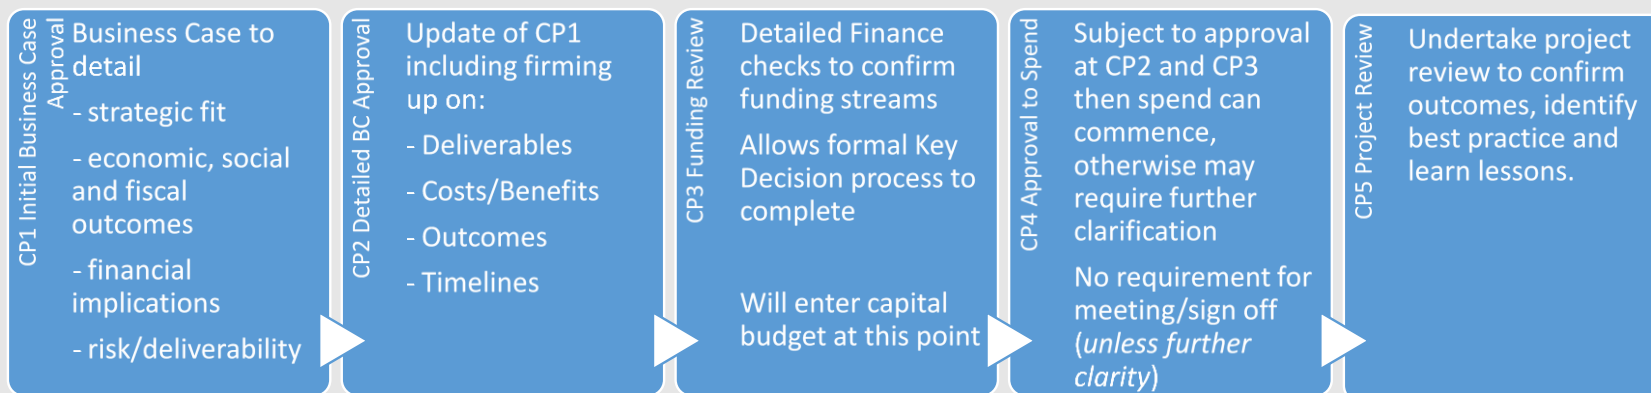 CP1 Initial Business Case
Approval
Business Case to
detail
- strategic fit
- economic, social
and fiscal
outcomes
- financial
implications
- risk/deliverability
CP2 Detailed BC Approval
Update of CP1
including firming
up on:
- Deliverables
- Costs/Benefits
- Outcomes
- Timelines
CP3 Funding Review
Detailed Finance
checks to confirm
funding streams
Allows formal Key
Decision process to
complete
Will enter capital
budget at this point
CP4 Approval to Spend
Subject to approval
at CP2 and CP3
then spend can
commence,
otherwise may
require further
clarification
No requirement for
meeting/sign off
(unless further
clarity)
CP5 Project Review
Undertake project
review to confirm
outcomes, identify
best practice and
learn lessons.